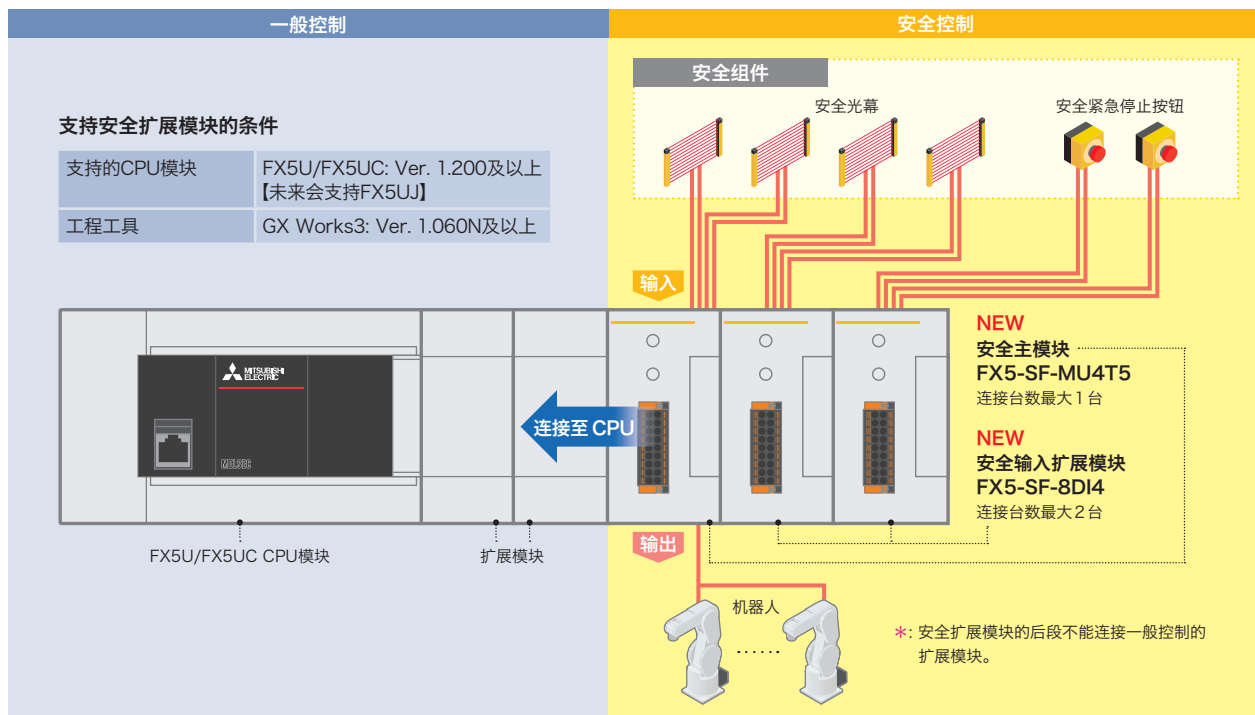 一般控制
安全控制
安全组件
安全光幕
安全紧急停止按钮
支持安全扩展模块的条件
支持的CPU模块
FX5U/FX5UC: Ver. 1.200及以上
【未来会支持FX5UJ】
工程工具
GX Works3: Ver. 1.060N及以上
输入
MITSUBISHI
ELECTRIC
MELSEC
连接至 CPU
NEW
安全主模块
FX5-SF-MU4T5
连接台数最大1台
NEW
安全输入扩展模块
FX5-SF-8DI4
连接台数最大2台
FX5U/FX5UC CPU模块
扩展模块
输出
机器人
……
*: 安全扩展模块的后段不能连接一般控制的
扩展模块。